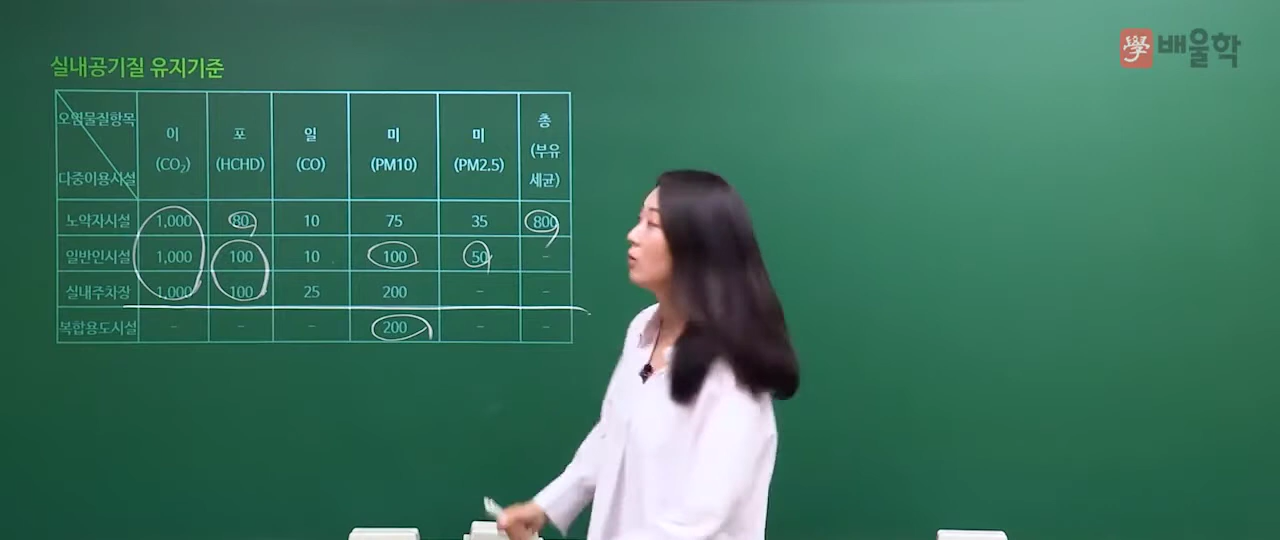 學 배울학
실내공기질 유지기준
오염물질항목
다중이용시설
이 (CO₂)
포 (HCHD)
일 (CO)
미 (PM10)
미 (PM2.5)
총 (부유세균)
노약자시설 1,000 80 10 75 35 800
일반인시설 1,000 100 10 100 50 -
실내주차장 1,000 100 25 200 - -
복합용도시설 - - - 200 - -